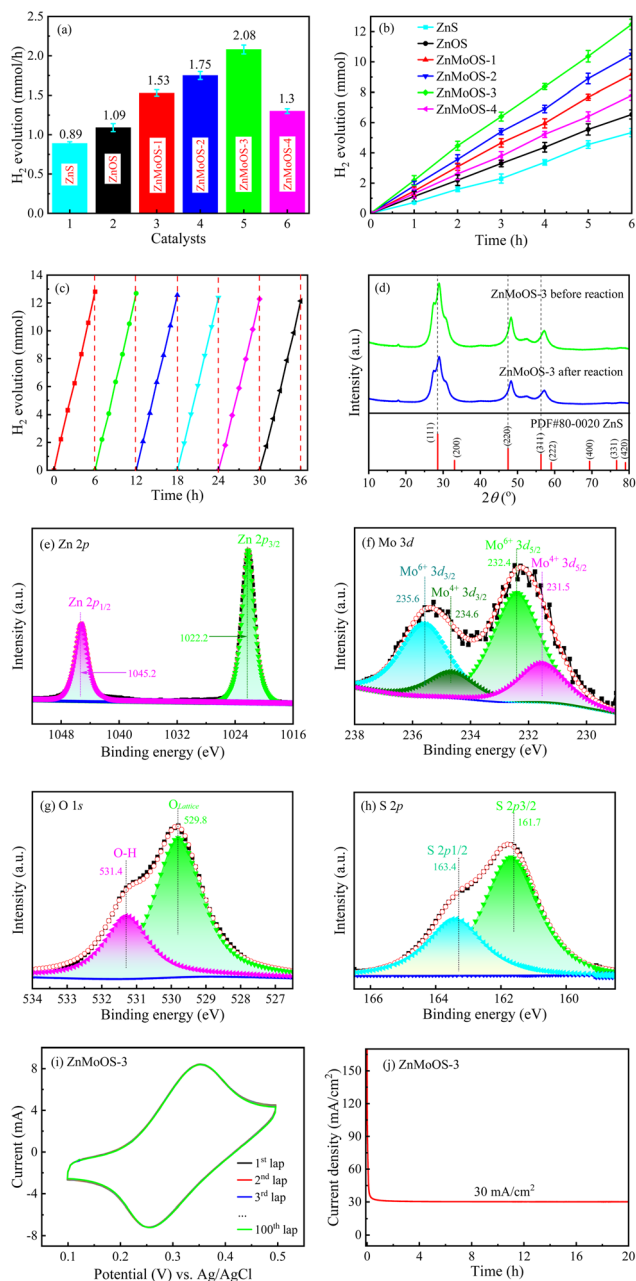 (a)
H2 evolution (mmol/h)
2.5
2.0
1.5
1.0
0.5
0.0
0.89
1.09
1.53
1.75
2.08
1.3
ZnS
ZnOS
ZnMoOS-1
ZnMoOS-2
ZnMoOS-3
ZnMoOS-4
1 2 3 4 5 6
Catalysts
(b)
ZnS
ZnOS
ZnMoOS-1
ZnMoOS-2
ZnMoOS-3
ZnMoOS-4
H2 evolution (mmol)
12
10
8
6
4
2
0
0 1 2 3 4 5 6
Time (h)
(c)
H2 evolution (mmol)
14
12
10
8
6
4
2
0
0 6 12 18 24 30 36
Time (h)
(d)
Intensity (a.u.)
ZnMoOS-3 before reaction
ZnMoOS-3 after reaction
PDF#80-0020 ZnS
(111)
(200)
(220)
(311)
(222)
(400)
(331)
(420)
10 20 30 40 50 60 70 80
2θ (°)
(e) Zn 2p
Zn 2p3/2
Zn 2p1/2
1022.2
1045.2
Intensity (a.u.)
1048 1040 1032 1024 1016
Binding energy (eV)
(f) Mo 3d
Mo6+ 3d5/2
232.4
Mo6+ 3d3/2
235.6
Mo4+ 3d3/2
234.6
Mo4+ 3d5/2
231.5
Intensity (a.u.)
238 236 234 232 230
Binding energy (eV)
(g) O 1s
OLattice
529.8
O-H
531.4
Intensity (a.u.)
534 533 532 531 530 529 528 527
Binding energy (eV)
(h) S 2p
S 2p3/2
161.7
S 2p1/2
163.4
Intensity (a.u.)
166 164 162 160
Binding energy (eV)
(i) ZnMoOS-3
Current (mA)
8
4
0
-4
-8
1st lap
2nd lap
3rd lap
...
100th lap
0.1 0.2 0.3 0.4 0.5
Potential (V) vs. Ag/AgCl
(j) ZnMoOS-3
Current density (mA/cm2)
150
120
90
60
30
0
30 mA/cm2
0 4 8 12 16 20
Time (h)